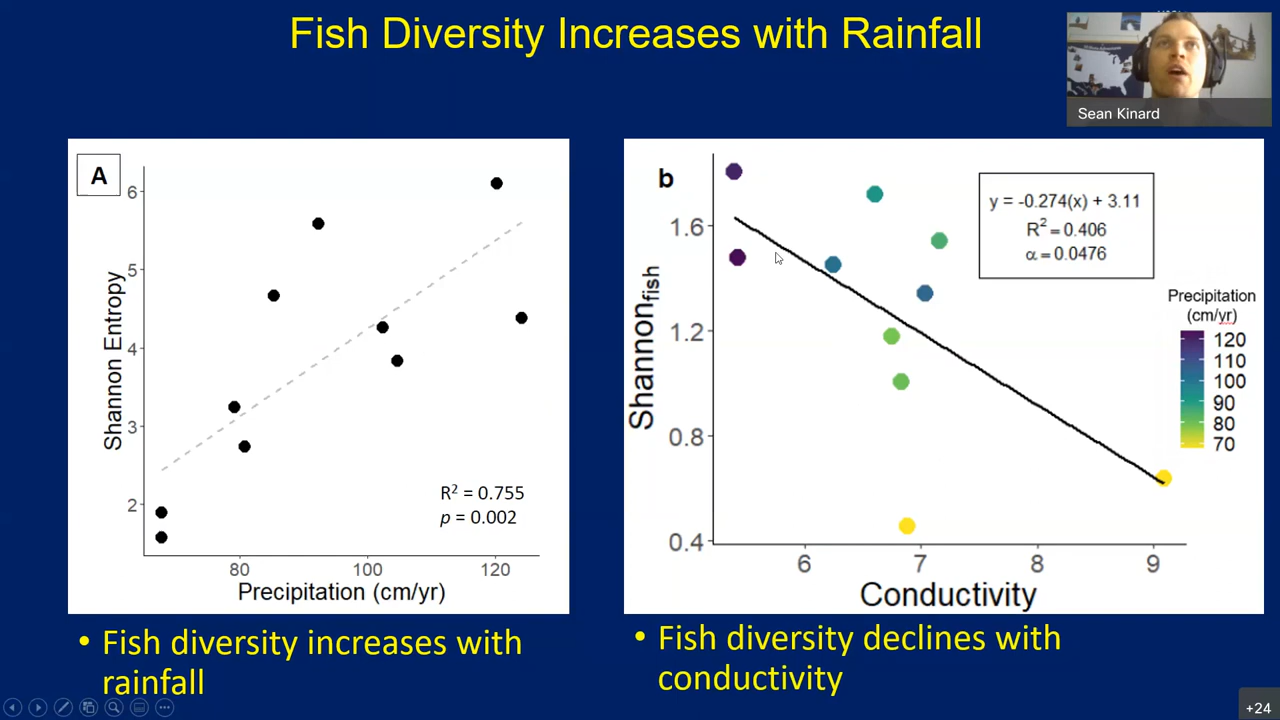 Fish Diversity Increases with Rainfall
Sean Kinard
A
Shannon Entropy
6
5
4
3
2
80 100 120
Precipitation (cm/yr)
R² = 0.755
p = 0.002
b
Shannonfish
1.6
1.2
0.8
0.4
6 7 8 9
Conductivity
y = -0.274(x) + 3.11
R² = 0.406
α = 0.0476
Precipitation
(cm/yr)
120
110
100
90
80
70
• Fish diversity increases with
rainfall
• Fish diversity declines with
conductivity
+24